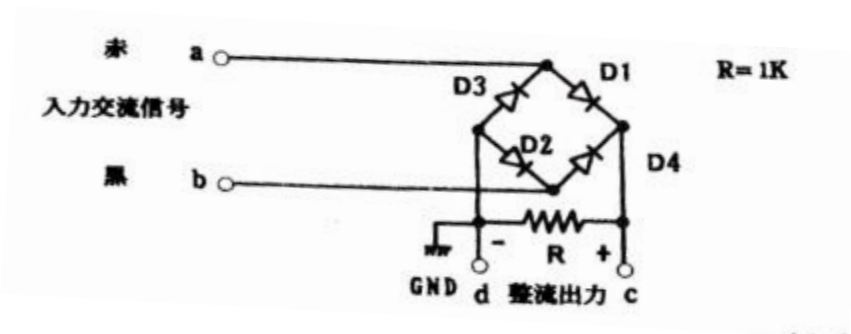 赤 a
D3 D1 R= 1K
入力交流信号
D2
黒 b D4
- R +
GND d 整流出力 c